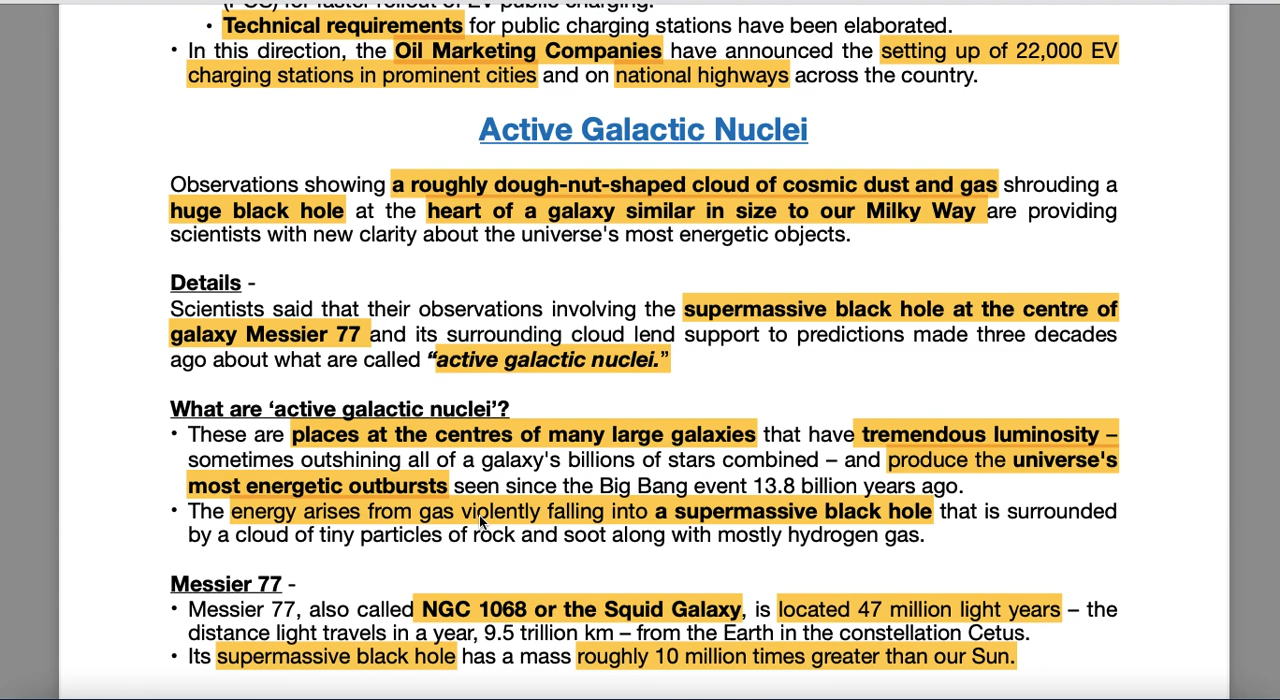 (PCS) for faster rollout of EV public charging.
• Technical requirements for public charging stations have been elaborated.
• In this direction, the Oil Marketing Companies have announced the setting up of 22,000 EV
charging stations in prominent cities and on national highways across the country.
Active Galactic Nuclei
Observations showing a roughly dough-nut-shaped cloud of cosmic dust and gas shrouding a
huge black hole at the heart of a galaxy similar in size to our Milky Way are providing
scientists with new clarity about the universe's most energetic objects.
Details -
Scientists said that their observations involving the supermassive black hole at the centre of
galaxy Messier 77 and its surrounding cloud lend support to predictions made three decades
ago about what are called “active galactic nuclei.”
What are ‘active galactic nuclei’?
• These are places at the centres of many large galaxies that have tremendous luminosity –
sometimes outshining all of a galaxy's billions of stars combined – and produce the universe's
most energetic outbursts seen since the Big Bang event 13.8 billion years ago.
• The energy arises from gas violently falling into a supermassive black hole that is surrounded
by a cloud of tiny particles of rock and soot along with mostly hydrogen gas.
Messier 77 -
• Messier 77, also called NGC 1068 or the Squid Galaxy, is located 47 million light years – the
distance light travels in a year, 9.5 trillion km – from the Earth in the constellation Cetus.
• Its supermassive black hole has a mass roughly 10 million times greater than our Sun.